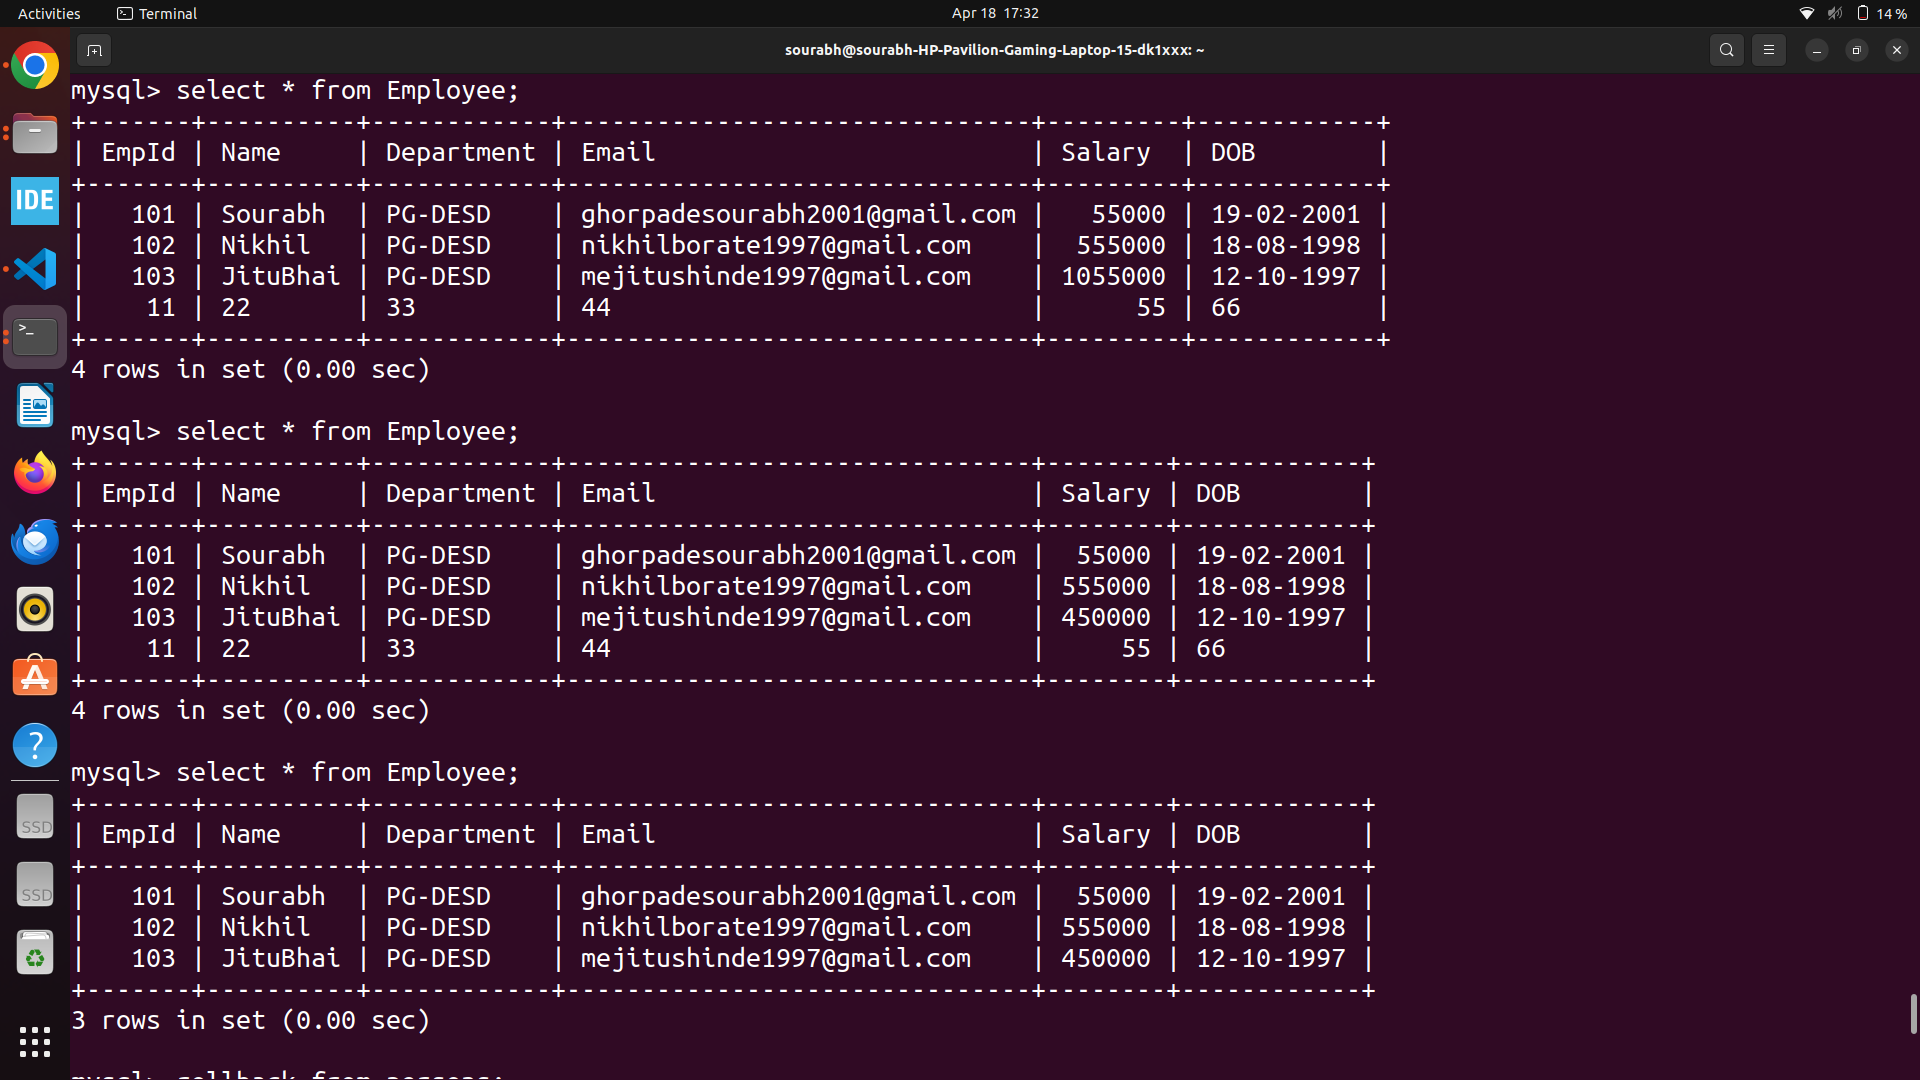 Activities
Terminal
Apr 18 17:32
14 %
sourabh@sourabh-HP-Pavilion-Gaming-Laptop-15-dk1xxx: ~
IDE
SSD
SSD
mysql> select * from Employee;
+-------+----------+------------+-------------------------------+---------+------------+
| EmpId | Name     | Department | Email                         | Salary  | DOB        |
+-------+----------+------------+-------------------------------+---------+------------+
|   101 | Sourabh  | PG-DESD    | ghorpadesourabh2001@gmail.com |   55000 | 19-02-2001 |
|   102 | Nikhil   | PG-DESD    | nikhilborate1997@gmail.com    |  555000 | 18-08-1998 |
|   103 | JituBhai | PG-DESD    | mejitushinde1997@gmail.com    | 1055000 | 12-10-1997 |
|    11 | 22       | 33         | 44                            |      55 | 66         |
+-------+----------+------------+-------------------------------+---------+------------+
4 rows in set (0.00 sec)
mysql> select * from Employee;
+-------+----------+------------+-------------------------------+--------+------------+
| EmpId | Name     | Department | Email                         | Salary | DOB        |
+-------+----------+------------+-------------------------------+--------+------------+
|   101 | Sourabh  | PG-DESD    | ghorpadesourabh2001@gmail.com |  55000 | 19-02-2001 |
|   102 | Nikhil   | PG-DESD    | nikhilborate1997@gmail.com    | 555000 | 18-08-1998 |
|   103 | JituBhai | PG-DESD    | mejitushinde1997@gmail.com    | 450000 | 12-10-1997 |
|    11 | 22       | 33         | 44                            |     55 | 66         |
+-------+----------+------------+-------------------------------+--------+------------+
4 rows in set (0.00 sec)
mysql> select * from Employee;
+-------+----------+------------+-------------------------------+--------+------------+
| EmpId | Name     | Department | Email                         | Salary | DOB        |
+-------+----------+------------+-------------------------------+--------+------------+
|   101 | Sourabh  | PG-DESD    | ghorpadesourabh2001@gmail.com |  55000 | 19-02-2001 |
|   102 | Nikhil   | PG-DESD    | nikhilborate1997@gmail.com    | 555000 | 18-08-1998 |
|   103 | JituBhai | PG-DESD    | mejitushinde1997@gmail.com    | 450000 | 12-10-1997 |
+-------+----------+------------+-------------------------------+--------+------------+
3 rows in set (0.00 sec)